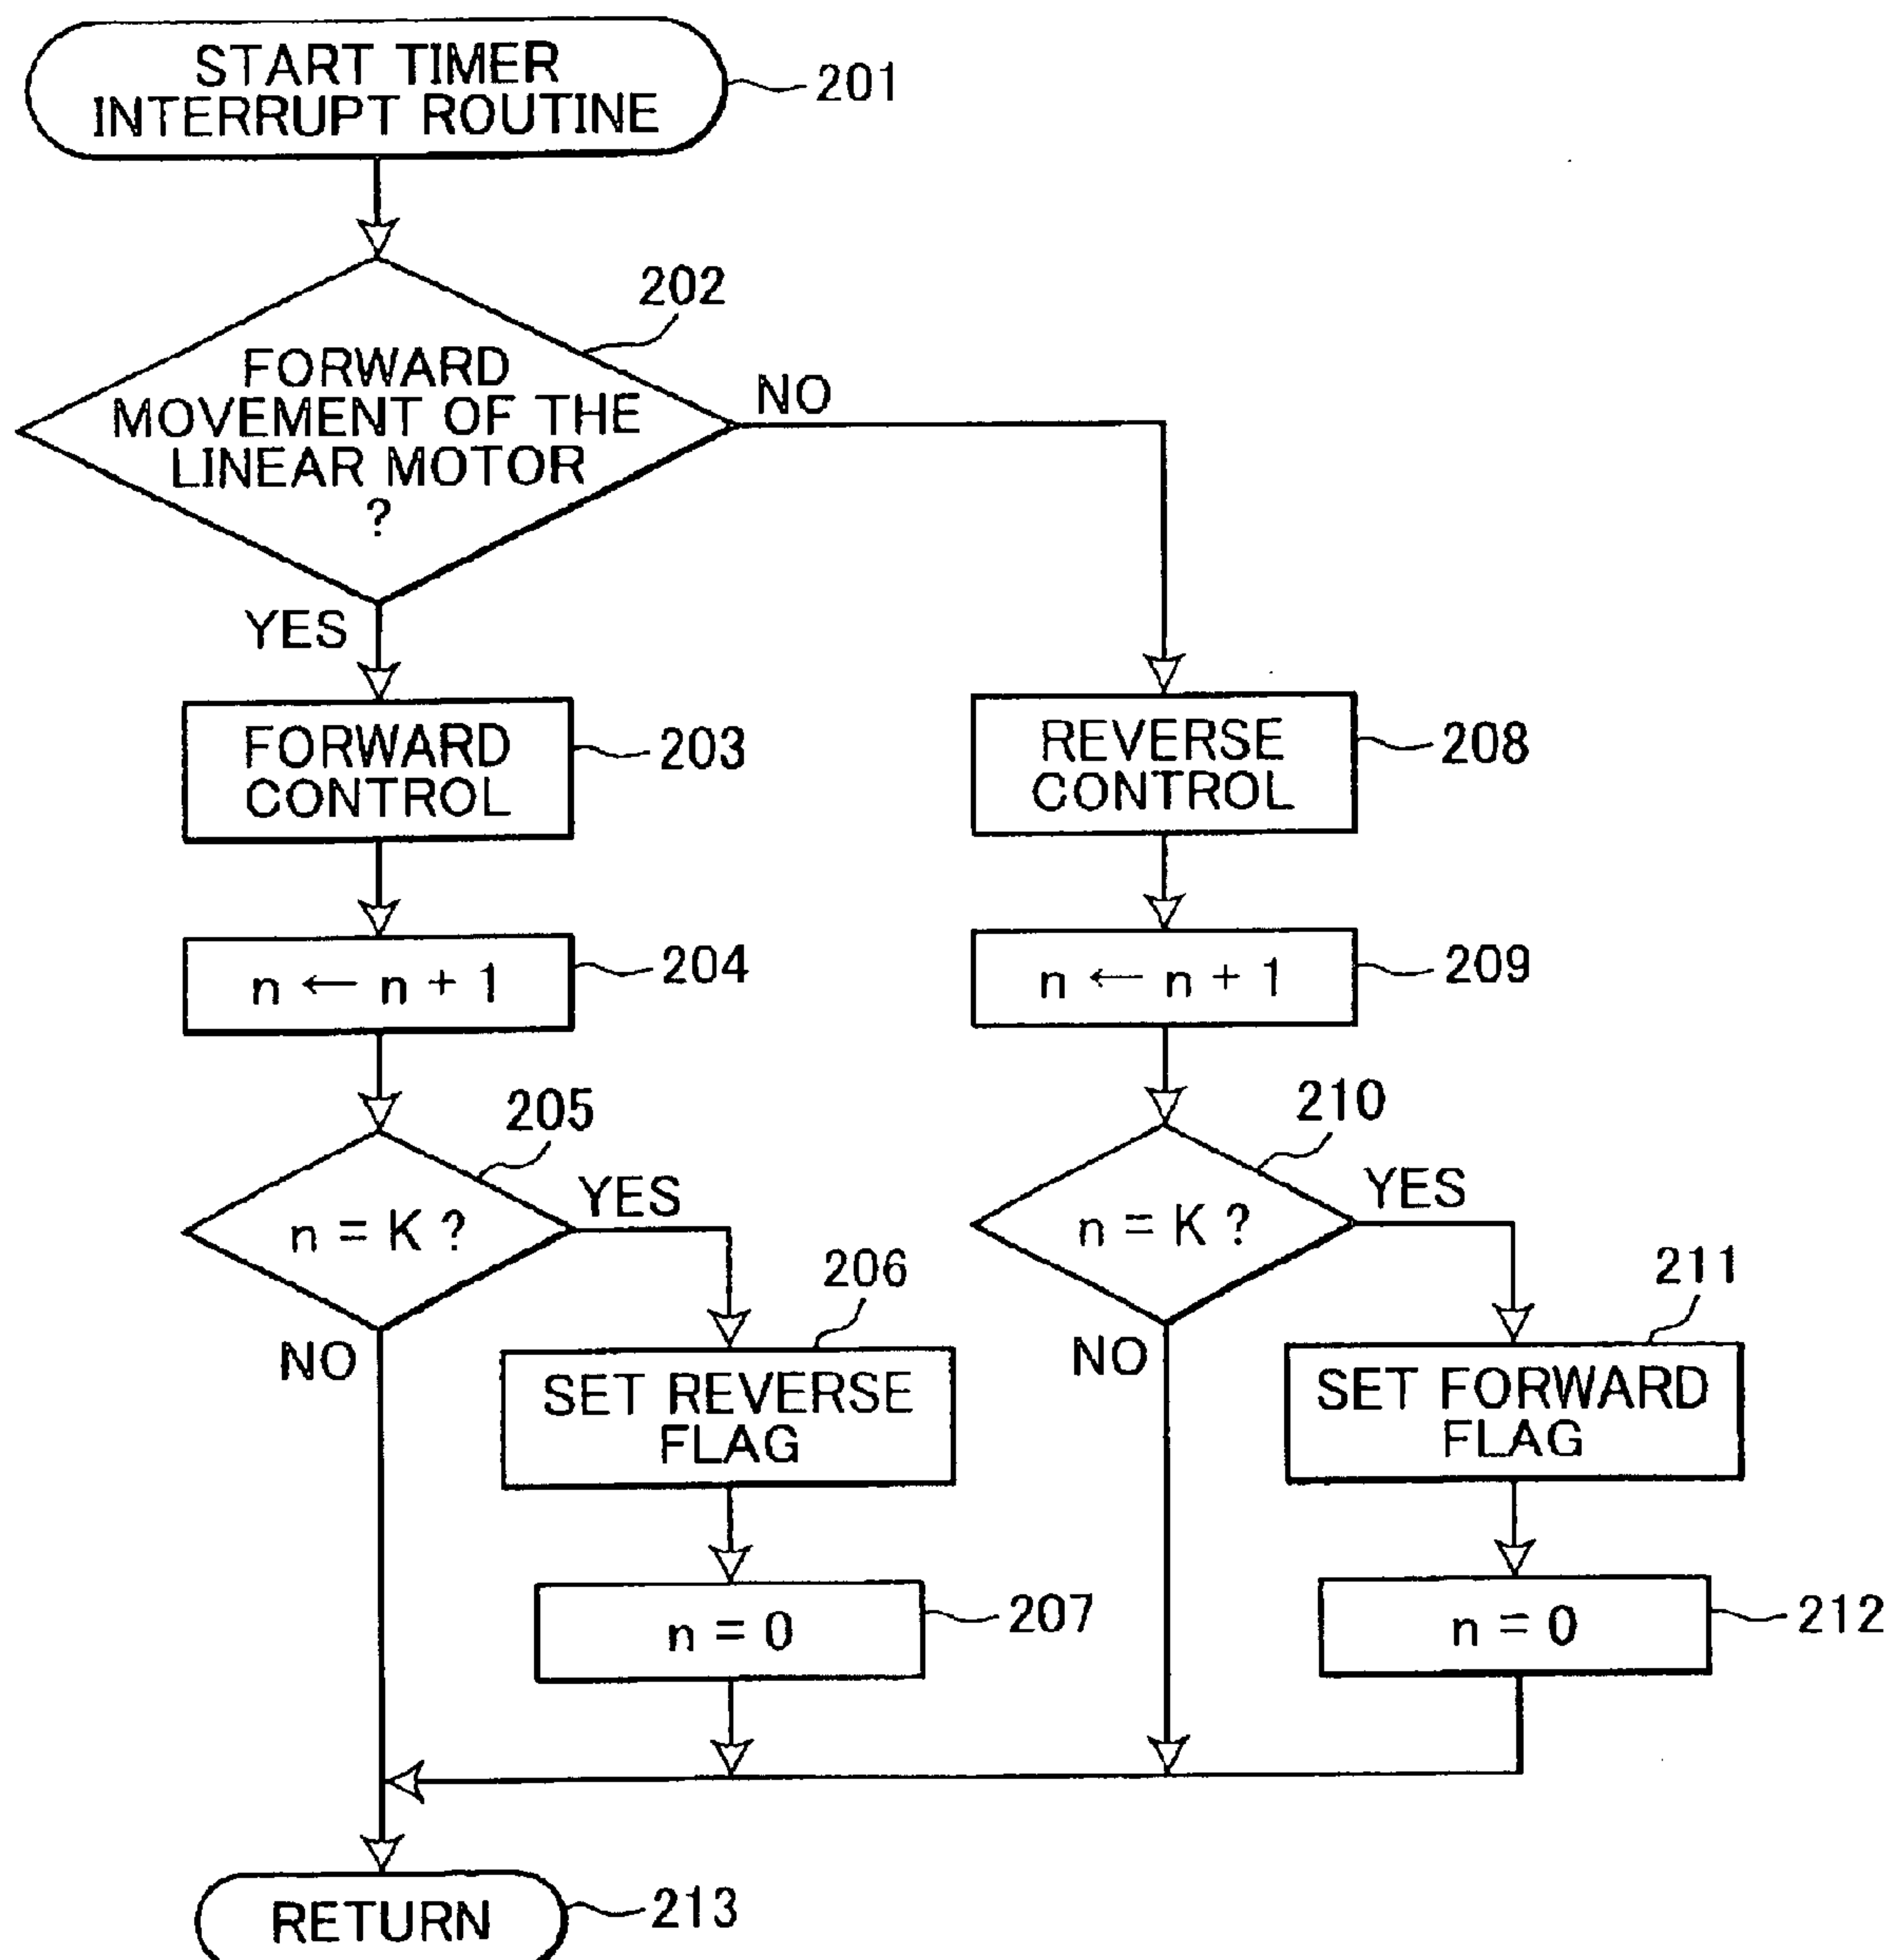 START TIMER
INTERRUPT ROUTINE
201
202
FORWARD
MOVEMENT OF THE
LINEAR MOTOR
?
NO
YES
FORWARD
CONTROL
203
REVERSE
CONTROL
208
n ← n + 1
204
n ← n + 1
209
205
n = K ?
YES
NO
210
n = K ?
YES
NO
206
SET REVERSE
FLAG
211
SET FORWARD
FLAG
n = 0
207
n = 0
212
RETURN
213